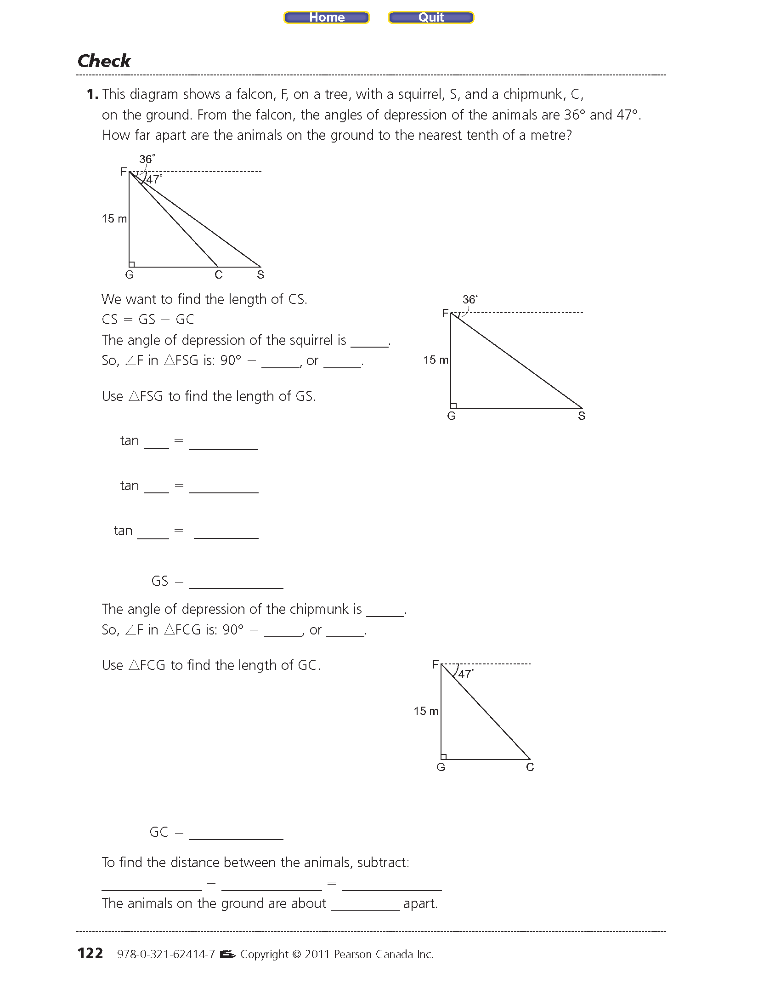 Home Quit
Check
1. This diagram shows a falcon, F, on a tree, with a squirrel, S, and a chipmunk, C,
on the ground. From the falcon, the angles of depression of the animals are 36° and 47°.
How far apart are the animals on the ground to the nearest tenth of a metre?
36°
F
47°
15 m
G C S
We want to find the length of CS.
CS = GS − GC
The angle of depression of the squirrel is ______.
So, ∠F in △FSG is: 90° − ______, or ______.
Use △FSG to find the length of GS.
36°
F
15 m
G S
tan ____ = ___________
tan ____ = ___________
tan _____ = __________
GS = _______________
The angle of depression of the chipmunk is ______.
So, ∠F in △FCG is: 90° − ______, or ______.
Use △FCG to find the length of GC.
F
47°
15 m
G C
GC = _______________
To find the distance between the animals, subtract:
________________ − ________________ = ________________
The animals on the ground are about ___________ apart.
122 978-0-321-62414-7 Copyright © 2011 Pearson Canada Inc.